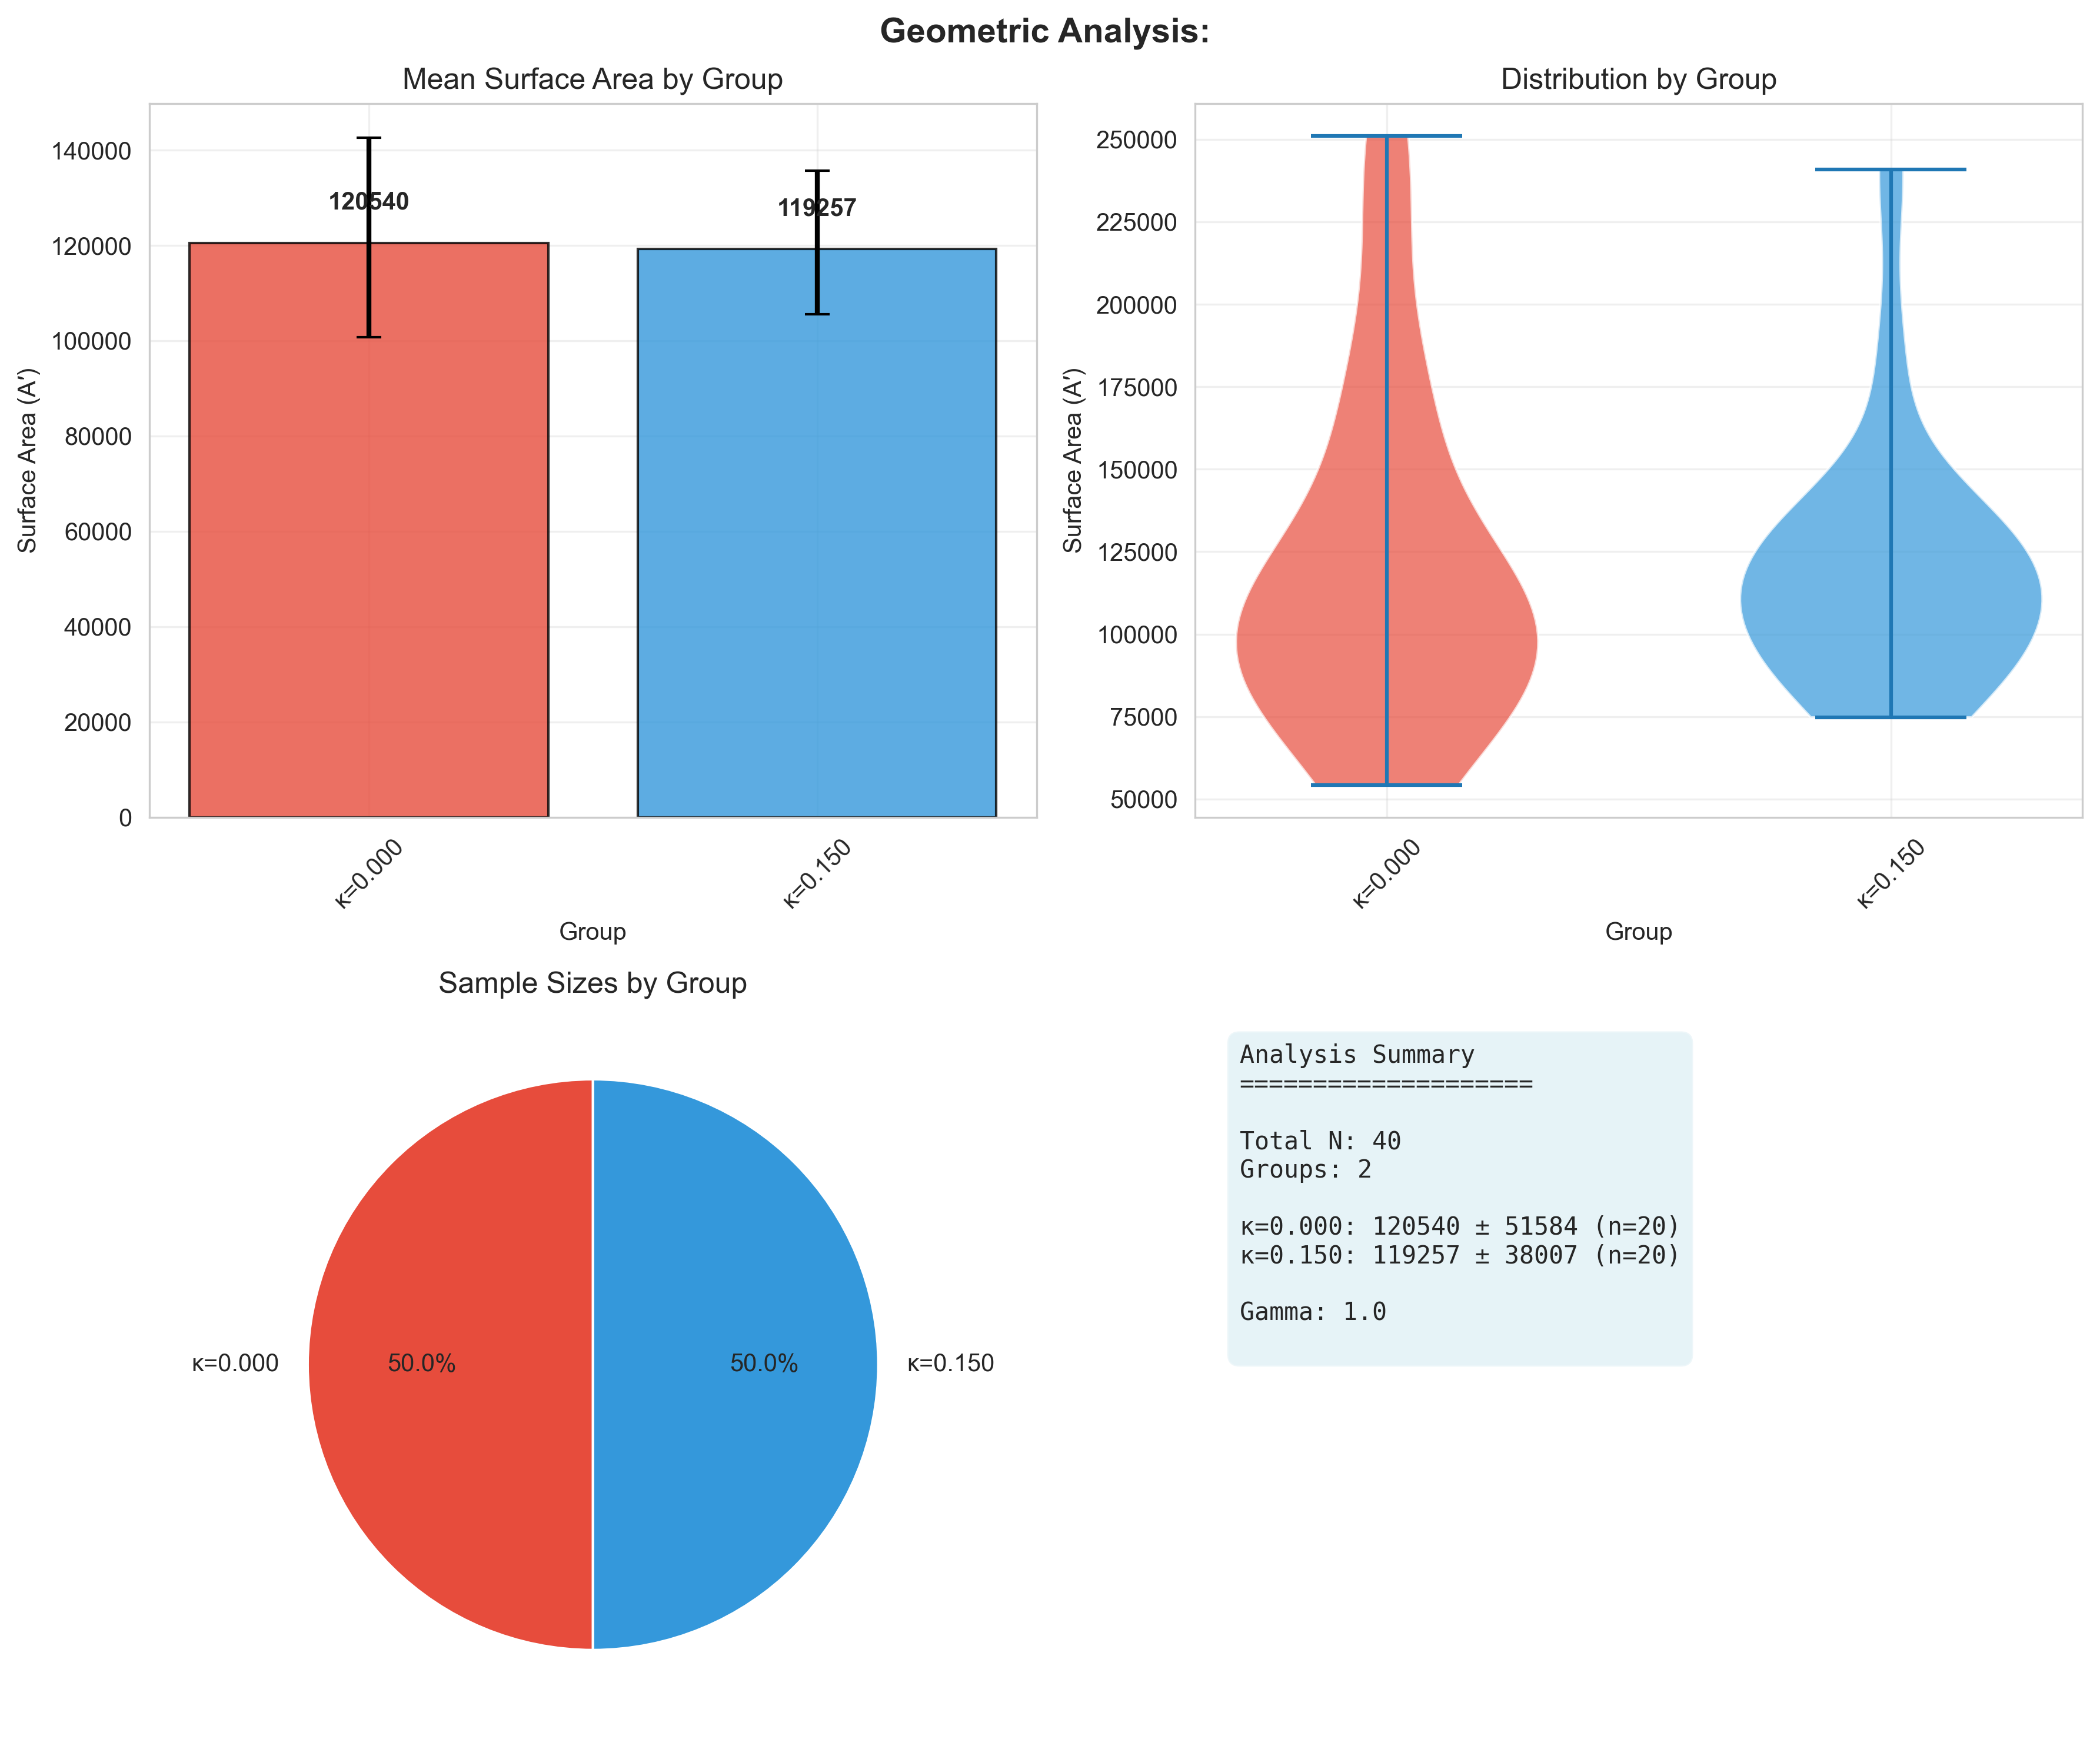 Geometric Analysis:
Mean Surface Area by Group
140000
120000
100000
80000
60000
40000
20000
0
Surface Area (A')
120540
119257
κ=0.000
κ=0.150
Group
Distribution by Group
250000
225000
200000
175000
150000
125000
100000
75000
50000
Surface Area (A')
κ=0.000
κ=0.150
Group
Sample Sizes by Group
κ=0.000
50.0%
50.0%
κ=0.150
Analysis Summary
====================
Total N: 40
Groups: 2
κ=0.000: 120540 ± 51584 (n=20)
κ=0.150: 119257 ± 38007 (n=20)
Gamma: 1.0